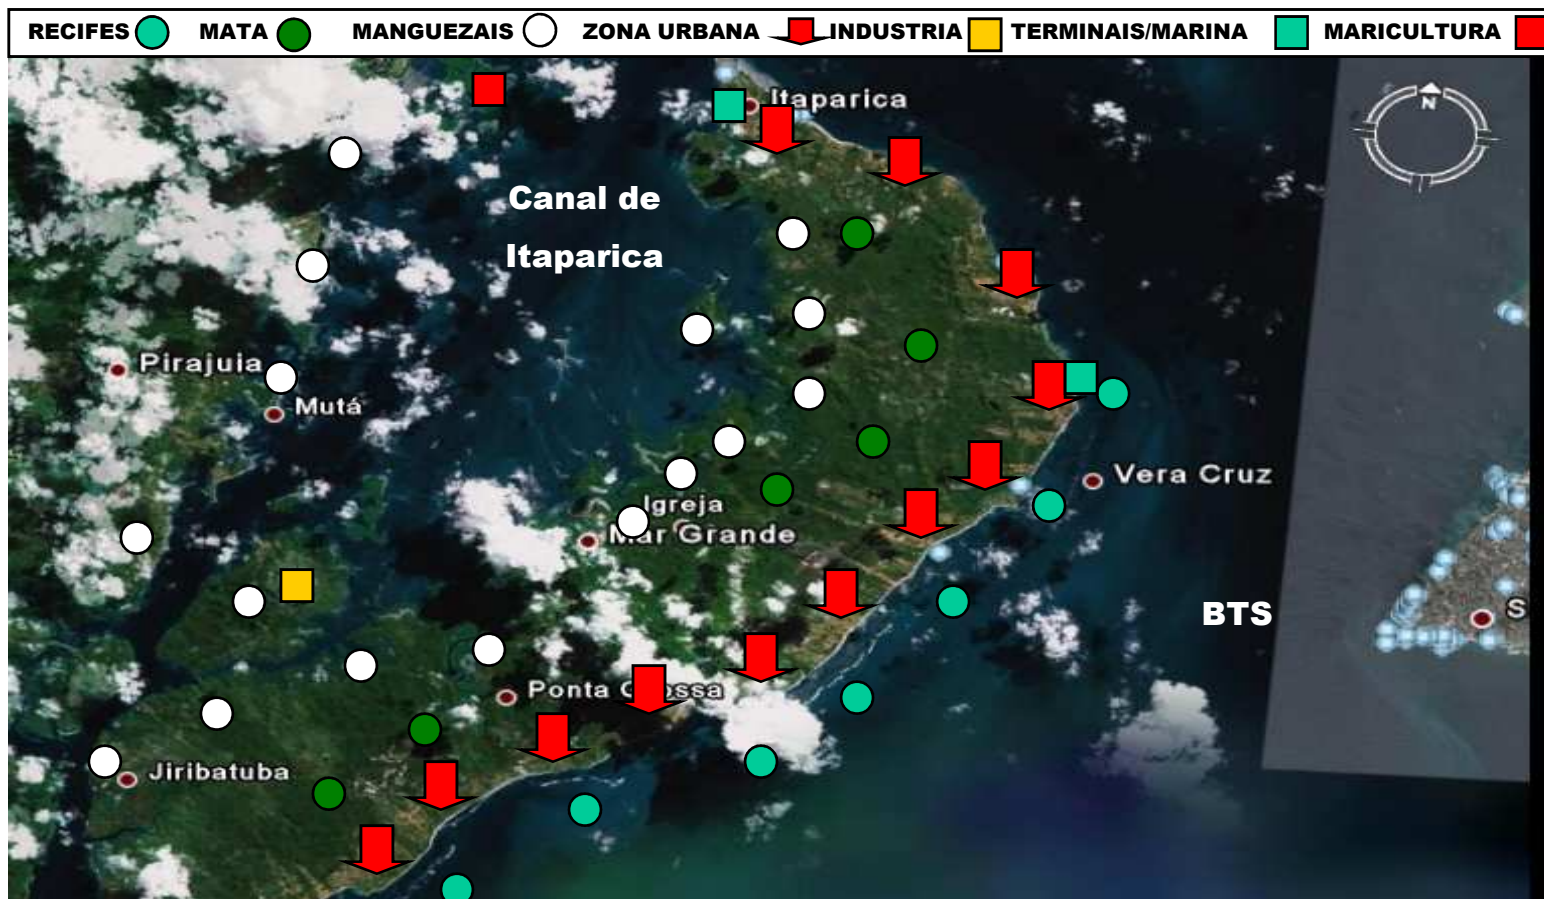 RECIFES MATA MANGUEZAIS ZONA URBANA INDUSTRIA TERMINAIS/MARINA MARICULTURA
Itaparica
N
Canal de
Itaparica
Pirajuia
Mutá
Vera Cruz
Igreja
Mar Grande
BTS
S
Ponta Grossa
Jiribatuba